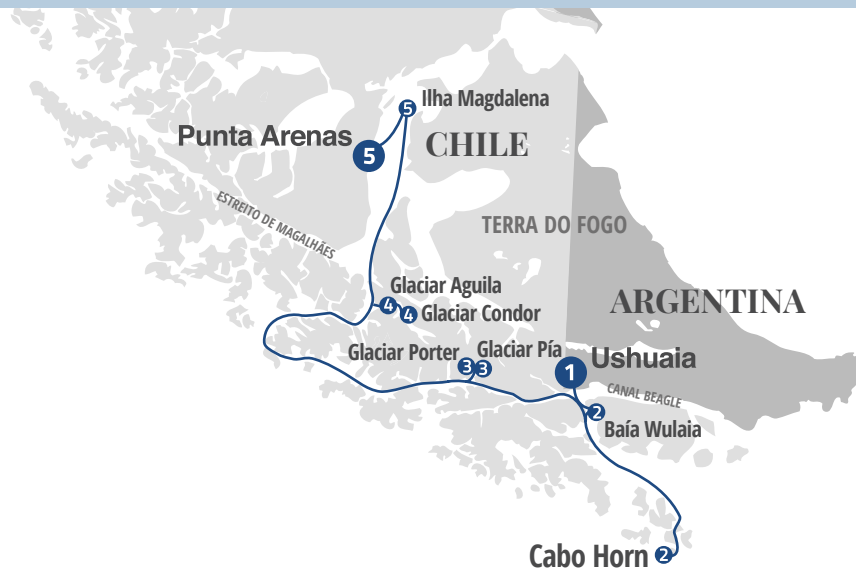 Ilha Magdalena
5
Punta Arenas
5
CHILE
ESTREITO DE MAGALHÃES
TERRA DO FOGO
Glaciar Aguila
4
4
Glaciar Condor
ARGENTINA
Glaciar Porter
Glaciar Pía
3
3
Ushuaia
1
CANAL BEAGLE
2
Baía Wulaia
Cabo Horn
2